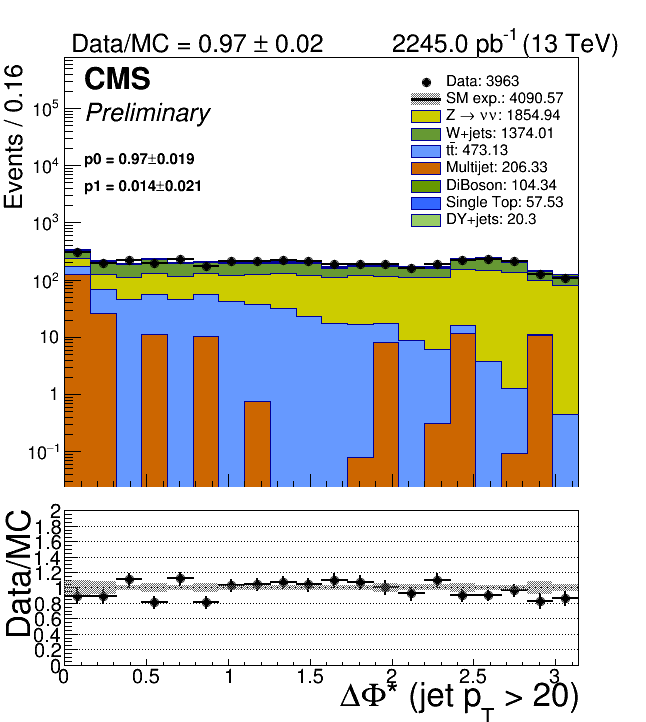 Data/MC = 0.97 ± 0.02 2245.0 pb⁻¹ (13 TeV)
CMS
Preliminary
p0 = 0.97±0.019
p1 = 0.014±0.021
Data: 3963
SM exp.: 4090.57
Z → νν: 1854.94
W+jets: 1374.01
tt̄: 473.13
Multijet: 206.33
DiBoson: 104.34
Single Top: 57.53
DY+jets: 20.3
Events / 0.16
10⁵
10⁴
10³
10²
10
1
10⁻¹
Data/MC
2
1.8
1.6
1.4
1.2
1
0.8
0.6
0.4
0.2
0
0 0.5 1 1.5 2 2.5 3
ΔΦ* (jet p_T > 20)